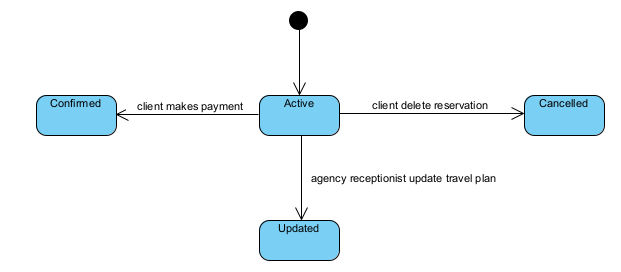 Confirmed
client makes payment
Active
client delete reservation
Cancelled
agency receptionist update travel plan
Updated